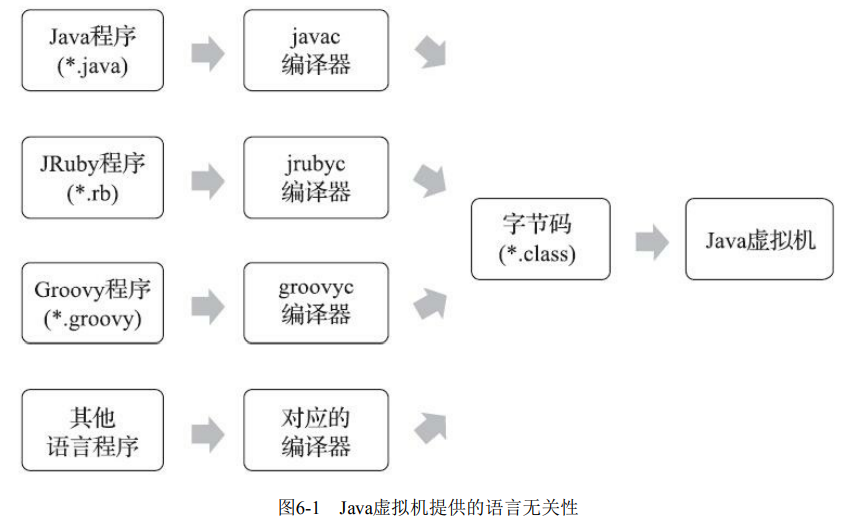 Java程序
(*.java)
javac
编译器
JRuby程序
(*.rb)
jrubyc
编译器
Groovy程序
(*.groovy)
groovyc
编译器
其他
语言程序
对应的
编译器
字节码
(*.class)
Java虚拟机
图6-1 Java虚拟机提供的语言无关性